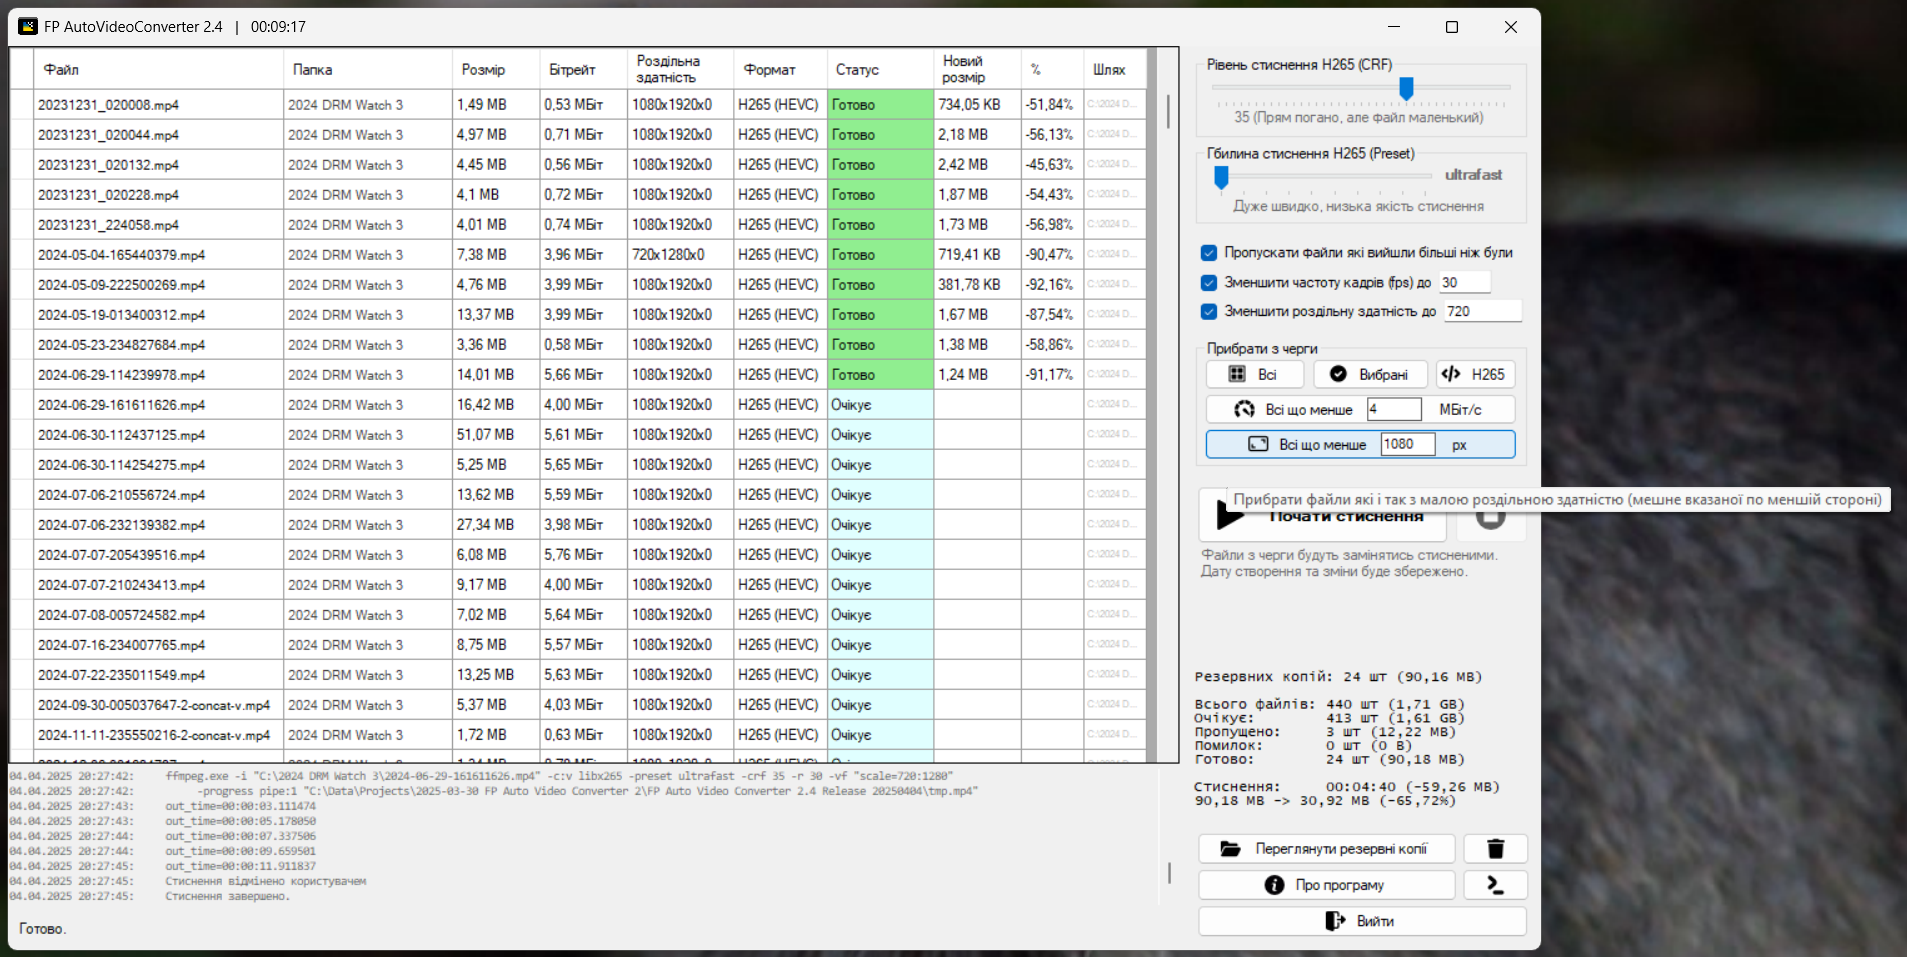 FP AutoVideoConverter 2.4 | 00:09:17
Файл Папка Розмір Бітрейт Роздільна здатність Формат Статус Новий розмір % Шлях
20231231_020008.mp4 2024 DRM Watch 3 1,49 MB 0,53 МБіт 1080x1920x0 H265 (HEVC) Готово 734,05 KB -51,84% C:\2024 D...
20231231_020044.mp4 2024 DRM Watch 3 4,97 MB 0,71 МБіт 1080x1920x0 H265 (HEVC) Готово 2,18 MB -56,13% C:\2024 D...
20231231_020132.mp4 2024 DRM Watch 3 4,45 MB 0,56 МБіт 1080x1920x0 H265 (HEVC) Готово 2,42 MB -45,63% C:\2024 D...
20231231_020228.mp4 2024 DRM Watch 3 4,1 MB 0,72 МБіт 1080x1920x0 H265 (HEVC) Готово 1,87 MB -54,43% C:\2024 D...
20231231_224058.mp4 2024 DRM Watch 3 4,01 MB 0,74 МБіт 1080x1920x0 H265 (HEVC) Готово 1,73 MB -56,98% C:\2024 D...
2024-05-04-165440379.mp4 2024 DRM Watch 3 7,38 MB 3,96 МБіт 720x1280x0 H265 (HEVC) Готово 719,41 KB -90,47% C:\2024 D...
2024-05-09-222500269.mp4 2024 DRM Watch 3 4,76 MB 3,99 МБіт 1080x1920x0 H265 (HEVC) Готово 381,78 KB -92,16% C:\2024 D...
2024-05-19-013400312.mp4 2024 DRM Watch 3 13,37 MB 3,99 МБіт 1080x1920x0 H265 (HEVC) Готово 1,67 MB -87,54% C:\2024 D...
2024-05-23-234827684.mp4 2024 DRM Watch 3 3,36 MB 0,58 МБіт 1080x1920x0 H265 (HEVC) Готово 1,38 MB -58,86% C:\2024 D...
2024-06-29-114239978.mp4 2024 DRM Watch 3 14,01 MB 5,66 МБіт 1080x1920x0 H265 (HEVC) Готово 1,24 MB -91,17% C:\2024 D...
2024-06-29-161611626.mp4 2024 DRM Watch 3 16,42 MB 4,00 МБіт 1080x1920x0 H265 (HEVC) Очікує C:\2024 D...
2024-06-30-112437125.mp4 2024 DRM Watch 3 51,07 MB 5,61 МБіт 1080x1920x0 H265 (HEVC) Очікує C:\2024 D...
2024-06-30-114254275.mp4 2024 DRM Watch 3 5,25 MB 5,65 МБіт 1080x1920x0 H265 (HEVC) Очікує C:\2024 D...
2024-07-06-210556724.mp4 2024 DRM Watch 3 13,62 MB 5,59 МБіт 1080x1920x0 H265 (HEVC) Очікує C:\2024 D...
2024-07-06-232139382.mp4 2024 DRM Watch 3 27,34 MB 3,98 МБіт 1080x1920x0 H265 (HEVC) Очікує C:\2024 D...
2024-07-07-205439516.mp4 2024 DRM Watch 3 6,08 MB 5,76 МБіт 1080x1920x0 H265 (HEVC) Очікує C:\2024 D...
2024-07-07-210243413.mp4 2024 DRM Watch 3 9,17 MB 4,00 МБіт 1080x1920x0 H265 (HEVC) Очікує C:\2024 D...
2024-07-08-005724582.mp4 2024 DRM Watch 3 7,02 MB 5,64 МБіт 1080x1920x0 H265 (HEVC) Очікує C:\2024 D...
2024-07-16-234007765.mp4 2024 DRM Watch 3 8,75 MB 5,57 МБіт 1080x1920x0 H265 (HEVC) Очікує C:\2024 D...
2024-07-22-235011549.mp4 2024 DRM Watch 3 13,25 MB 5,63 МБіт 1080x1920x0 H265 (HEVC) Очікує C:\2024 D...
2024-09-30-005037647-2-concat-v.mp4 2024 DRM Watch 3 5,37 MB 4,03 МБіт 1080x1920x0 H265 (HEVC) Очікує C:\2024 D...
2024-11-11-235550216-2-concat-v.mp4 2024 DRM Watch 3 1,72 MB 0,63 МБіт 1080x1920x0 H265 (HEVC) Очікує C:\2024 D...
04.04.2025 20:27:42: ffmpeg.exe -i "C:\2024 DRM Watch 3\2024-06-29-161611626.mp4" -c:v libx265 -preset ultrafast -crf 35 -r 30 -vf "scale=720:1280"
04.04.2025 20:27:42: -progress pipe:1 "C:\Data\Projects\2025-03-30 FP Auto Video Converter 2\FP Auto Video Converter 2.4 Release 20250404\tmp.mp4"
04.04.2025 20:27:43: out_time=00:00:03.111474
04.04.2025 20:27:43: out_time=00:00:05.178050
04.04.2025 20:27:44: out_time=00:00:07.337506
04.04.2025 20:27:44: out_time=00:00:09.659501
04.04.2025 20:27:45: out_time=00:00:11.911837
04.04.2025 20:27:45: Стиснення відмінено користувачем
04.04.2025 20:27:45: Стиснення завершено.
Готово.
Рівень стиснення H265 (CRF)
35 (Прям погано, але файл маленький)
Гбилина стиснення H265 (Preset)
ultrafast
Дуже швидко, низька якість стиснення
Пропускати файли які вийшли більші ніж були
Зменшити частоту кадрів (fps) до 30
Зменшити роздільну здатність до 720
Прибрати з черги
Всі Вибрані H265
Всі що менше 4 МБіт/с
Всі що менше 1080 px
Прибрати файли які і так з малою роздільною здатністю (мешне вказаної по меншій стороні)
Почати стиснення
Файли з черги будуть замінятись стисненими.
Дату створення та зміни буде збережено.
Резервних копій: 24 шт (90,16 MB)
Всього файлів: 440 шт (1,71 GB)
Очікує: 413 шт (1,61 GB)
Пропущено: 3 шт (12,22 MB)
Помилок: 0 шт (0 B)
Готово: 24 шт (90,18 MB)
Стиснення: 00:04:40 (-59,26 MB)
90,18 MB -> 30,92 MB (-65,72%)
Переглянути резервні копії
Про програму
Вийти